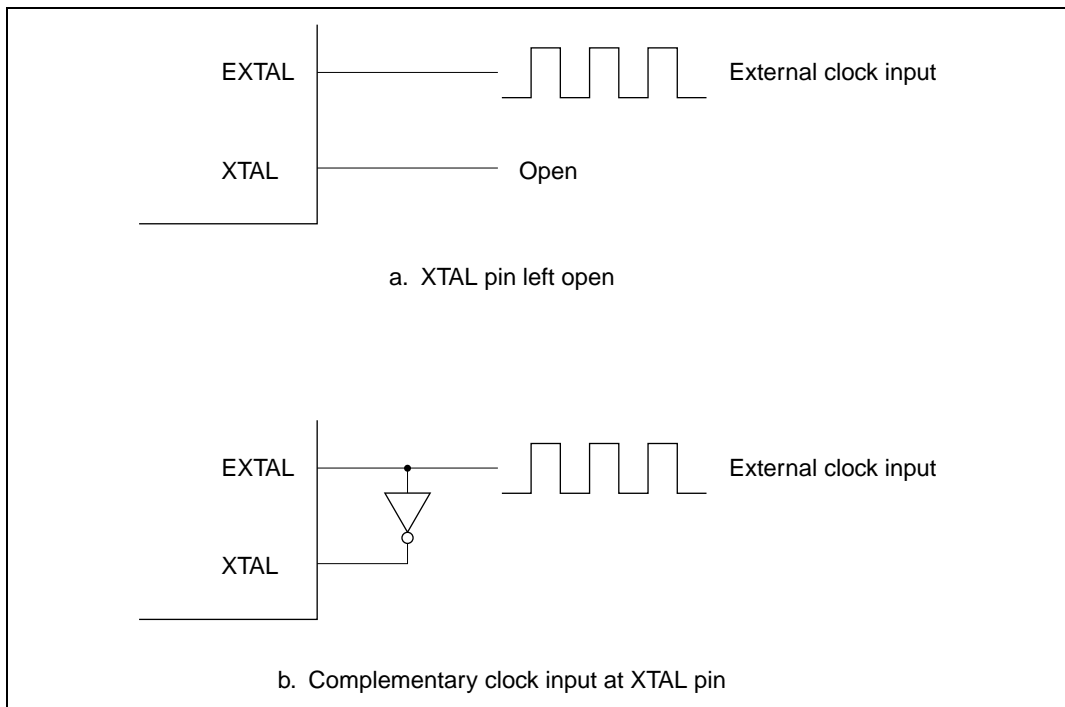 EXTAL
External clock input
XTAL
Open
a. XTAL pin left open
EXTAL
External clock input
XTAL
b. Complementary clock input at XTAL pin